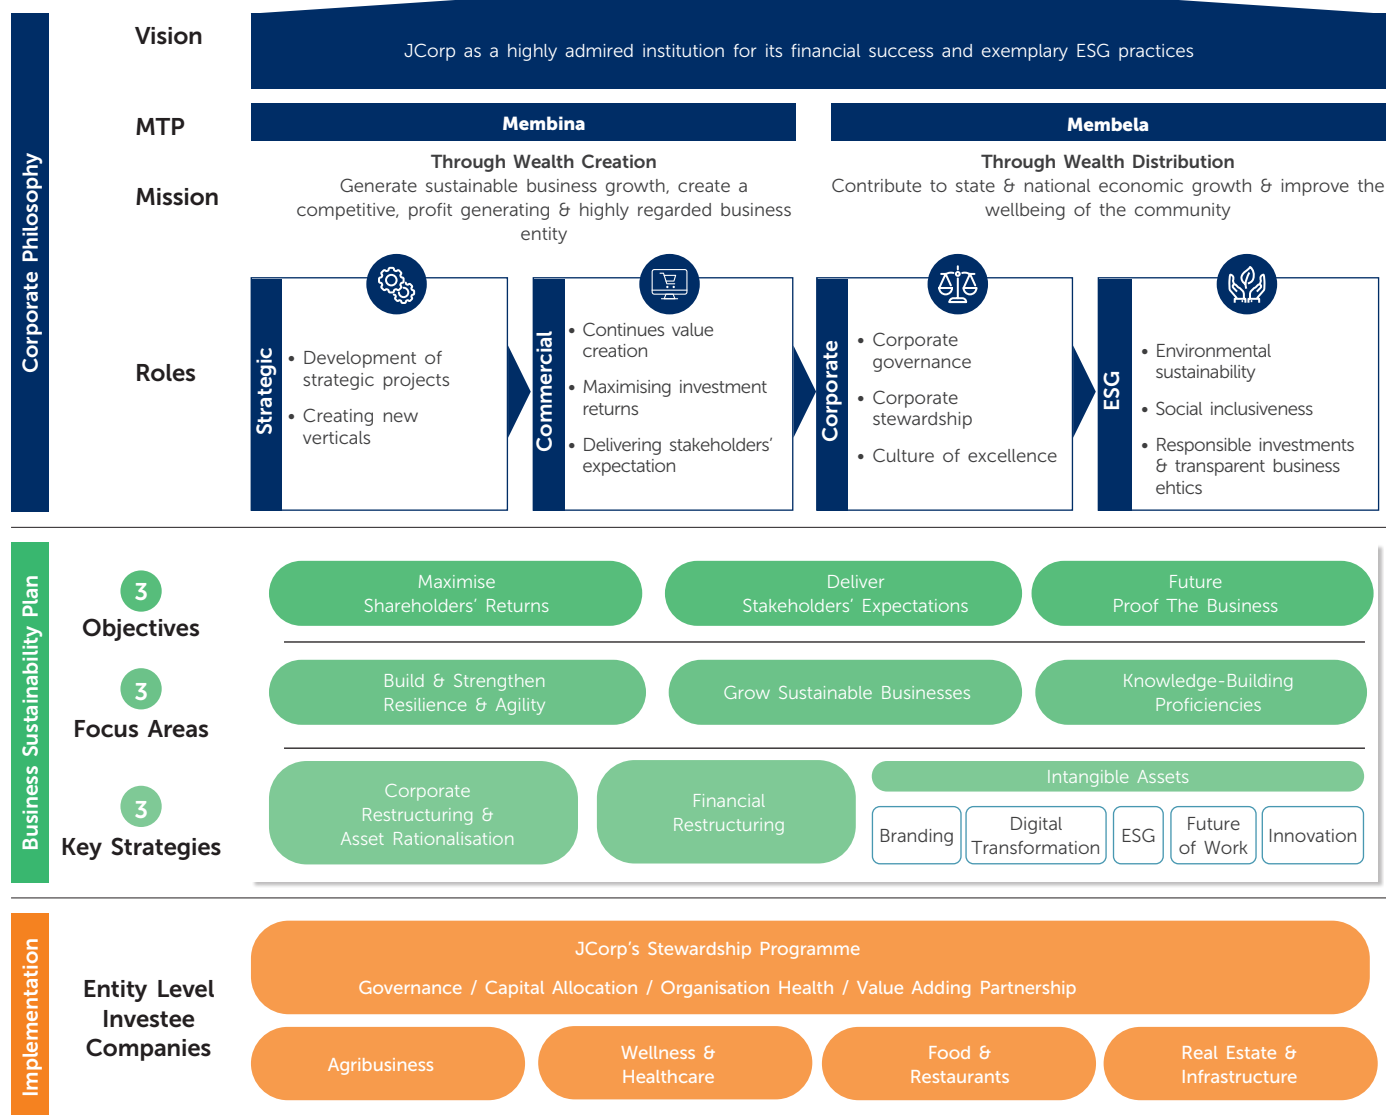 Corporate Philosophy
Vision
JCorp as a highly admired institution for its financial success and exemplary ESG practices
MTP
Membina
Membela
Mission
Through Wealth Creation
Generate sustainable business growth, create a
competitive, profit generating & highly regarded business
entity
Through Wealth Distribution
Contribute to state & national economic growth & improve the
wellbeing of the community
Roles
Strategic
• Development of
strategic projects
• Creating new
verticals
Commercial
• Continues value
creation
• Maximising investment
returns
• Delivering stakeholders’
expectation
Corporate
• Corporate
governance
• Corporate
stewardship
• Culture of excellence
ESG
• Environmental
sustainability
• Social inclusiveness
• Responsible investments
& transparent business
ehtics
Business Sustainability Plan
3
Objectives
Maximise
Shareholders’ Returns
Deliver
Stakeholders’ Expectations
Future
Proof The Business
3
Focus Areas
Build & Strengthen
Resilience & Agility
Grow Sustainable Businesses
Knowledge-Building
Proficiencies
3
Key Strategies
Corporate
Restructuring &
Asset Rationalisation
Financial
Restructuring
Intangible Assets
Branding
Digital
Transformation
ESG
Future
of Work
Innovation
Implementation
Entity Level
Investee
Companies
JCorp’s Stewardship Programme
Governance / Capital Allocation / Organisation Health / Value Adding Partnership
Agribusiness
Wellness &
Healthcare
Food &
Restaurants
Real Estate &
Infrastructure